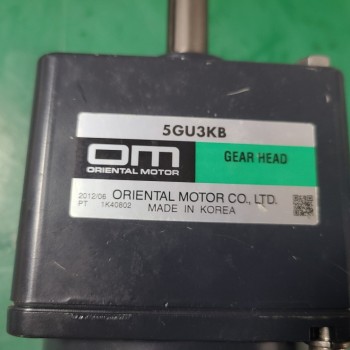 5GU3KB
OM
ORIENTAL MOTOR
GEAR HEAD
2012/06 ORIENTAL MOTOR CO., LTD.
PT 1K40802 MADE IN KOREA